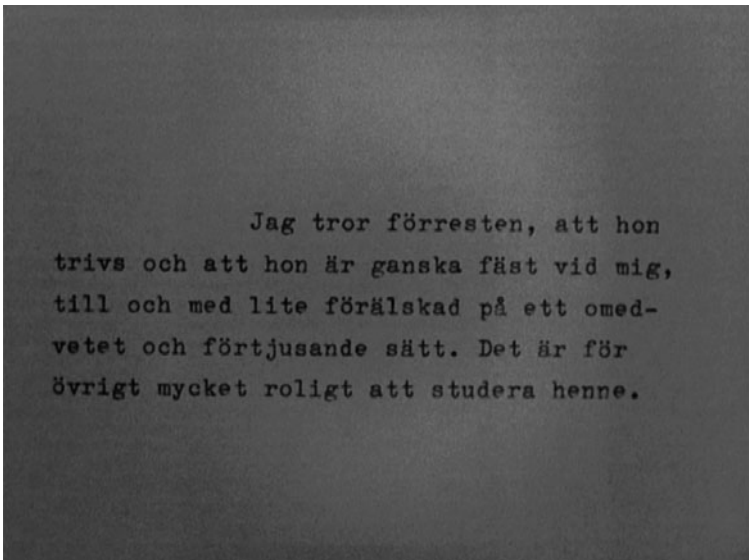 Jag tror förresten, att hon
trivs och att hon är ganska fäst vid mig,
till och med lite förälskad på ett omed-
vetet och förtjusande sätt. Det är för
övrigt mycket roligt att studera henne.